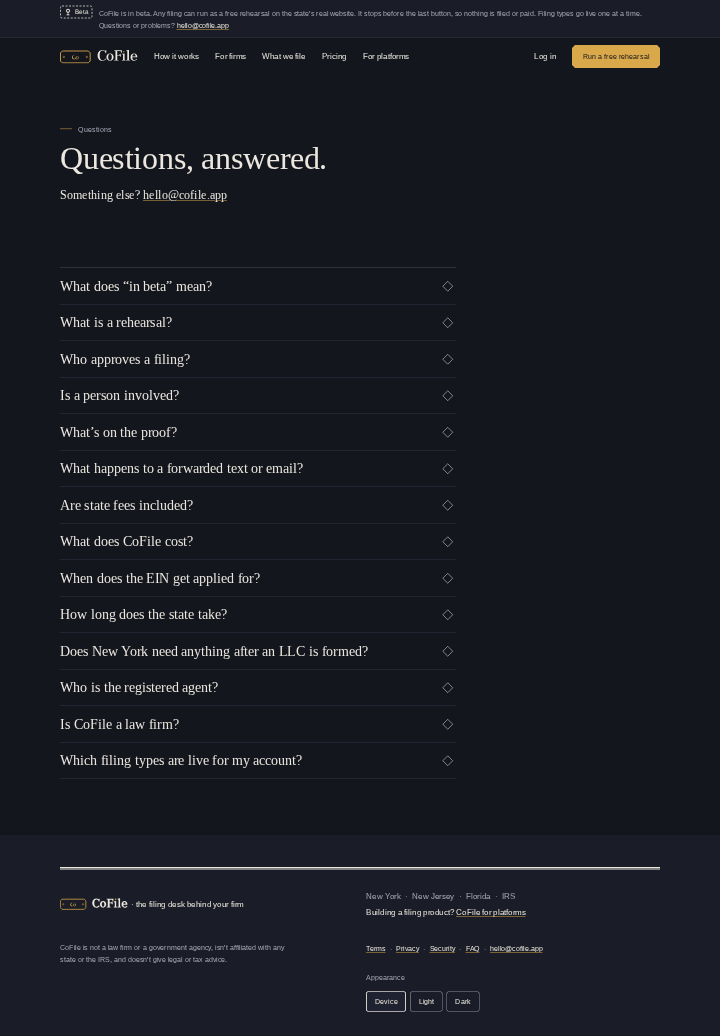 Beta
CoFile is in beta. Any filing can run as a free rehearsal on the state's real website. It stops before the last button, so nothing is filed or paid. Filing types go live one at a time.
Questions or problems? hello@cofile.app
Co CoFile How it works For firms What we file Pricing For platforms Log in Run a free rehearsal
Questions
Questions, answered.
Something else? hello@cofile.app
What does “in beta” mean?
What is a rehearsal?
Who approves a filing?
Is a person involved?
What’s on the proof?
What happens to a forwarded text or email?
Are state fees included?
What does CoFile cost?
When does the EIN get applied for?
How long does the state take?
Does New York need anything after an LLC is formed?
Who is the registered agent?
Is CoFile a law firm?
Which filing types are live for my account?
Co CoFile · the filing desk behind your firm
CoFile is not a law firm or a government agency, isn't affiliated with any
state or the IRS, and doesn't give legal or tax advice.
New York · New Jersey · Florida · IRS
Building a filing product? CoFile for platforms
Terms · Privacy · Security · FAQ · hello@cofile.app
Appearance
Device Light Dark